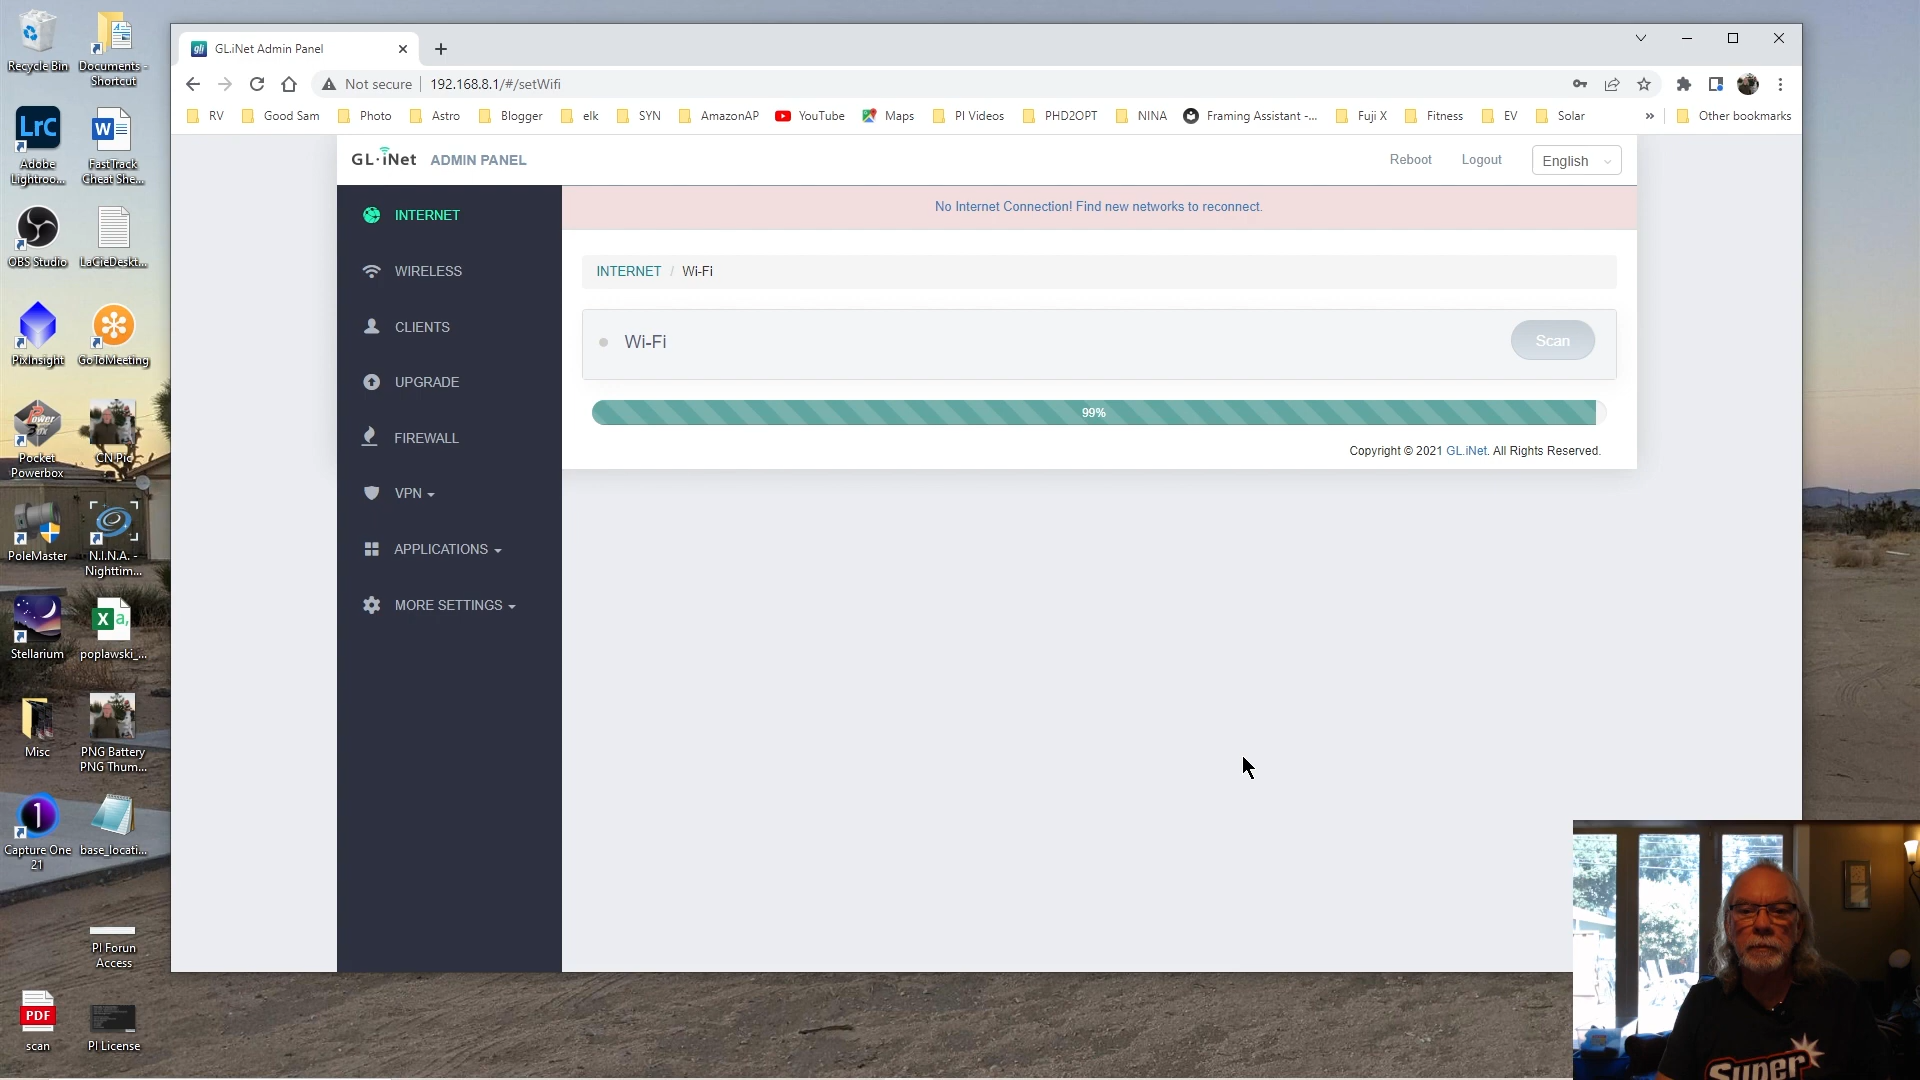 GL.iNet Admin Panel
Not secure
192.168.8.1/#/setWifi
RV
Good Sam
Photo
Astro
Blogger
elk
SYN
AmazonAP
YouTube
Maps
PI Videos
PHD2OPT
NINA
Framing Assistant -...
Fuji X
Fitness
EV
Solar
»
Other bookmarks
GL·iNet ADMIN PANEL
Reboot
Logout
English
INTERNET
WIRELESS
CLIENTS
UPGRADE
FIREWALL
VPN
APPLICATIONS
MORE SETTINGS
No Internet Connection! Find new networks to reconnect.
INTERNET / Wi-Fi
Wi-Fi
Scan
99%
Copyright © 2021 GL.iNet. All Rights Reserved.
Recycle Bin
Documents -
Shortcut
Lrc
Adobe
Lightroo...
FastTrack
Cheat She...
OBS Studio
LaCieDeskt...
PixInsight
GoToMeeting
Pocket
Powerbox
CN Pic
PoleMaster
N.I.N.A. -
Nighttim...
Stellarium
poplawski_...
Misc
PNG Battery
PNG Thum...
Capture One
21
base_locati...
PI Forun
Access
PDF
scan
PI License
Super